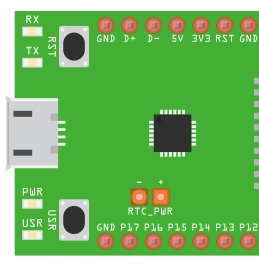 RX
TX
RST
GND D+ D- 5V 3V3 RST GND
- +
RTC_PWR
PWR
USR
USR
GND P17 P16 P15 P14 P13 P12